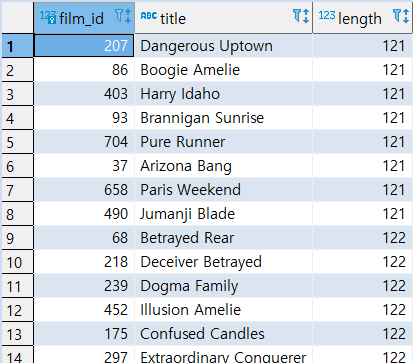 123 film_id ABC title 123 length
1 207 Dangerous Uptown 121
2 86 Boogie Amelie 121
3 403 Harry Idaho 121
4 93 Brannigan Sunrise 121
5 704 Pure Runner 121
6 37 Arizona Bang 121
7 658 Paris Weekend 121
8 490 Jumanji Blade 121
9 68 Betrayed Rear 122
10 218 Deceiver Betrayed 122
11 239 Dogma Family 122
12 452 Illusion Amelie 122
13 175 Confused Candles 122
14 297 Extraordinary Conquerer 122